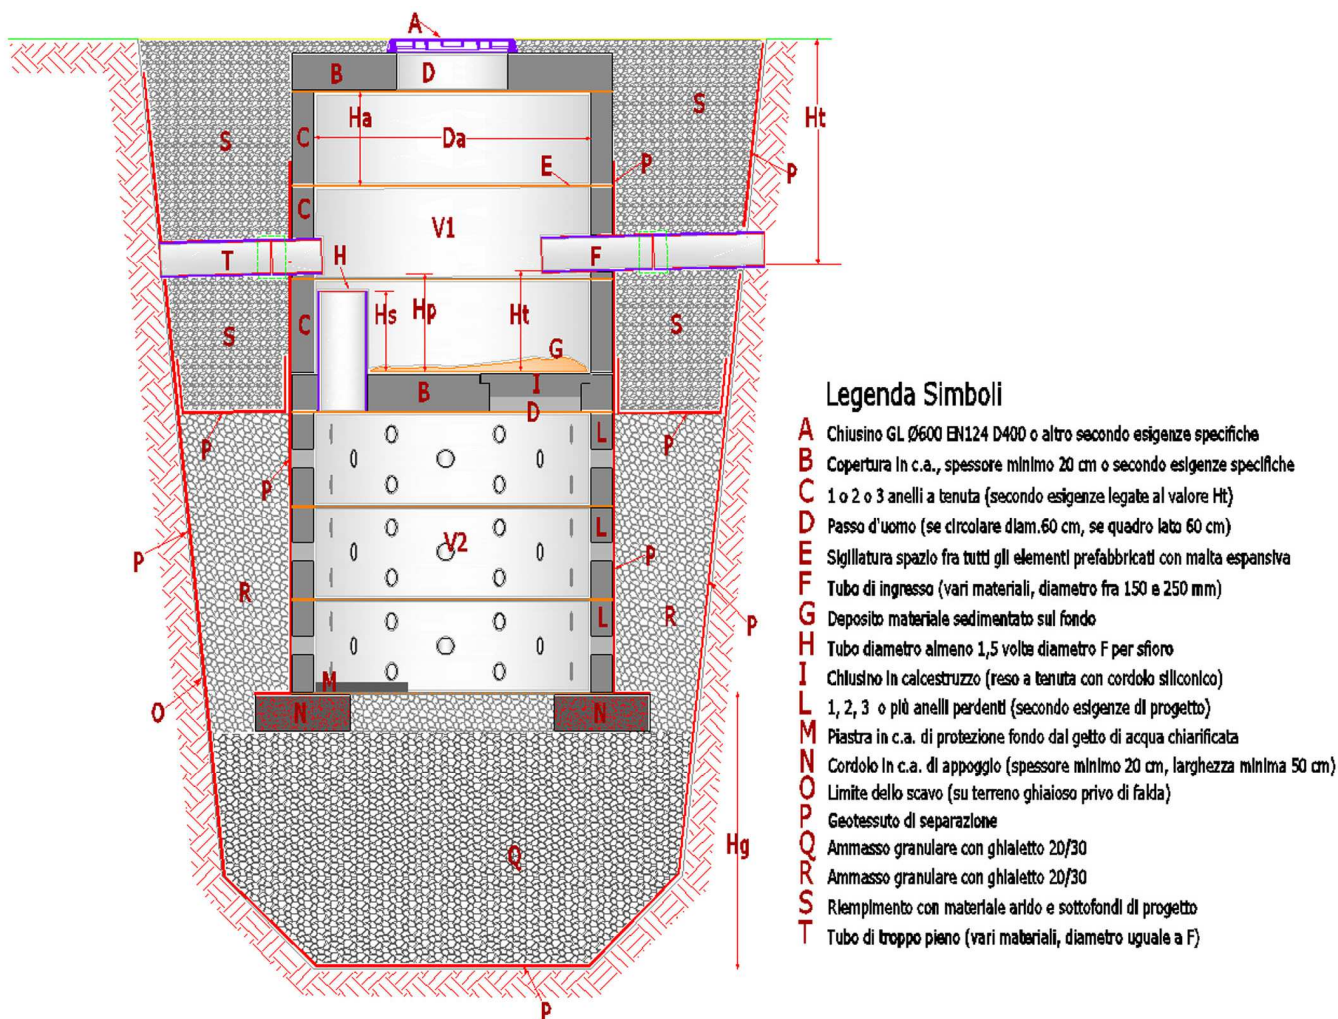 A
B
D
Ha
S
S
Ht
C
Da
E
P
P
C
V1
T
H
F
Hs
Hp
Ht
S
C
G
S
B
I
D
P
P
L
P
V2
L
P
P
R
L
R
P
M
O
N
N
Q
Hg
P
Legenda Simboli
A Chiusino GL Ø600 EN124 D400 o altro secondo esigenze specifiche
B Copertura in c.a., spessore minimo 20 cm o secondo esigenze specifiche
C 1 o 2 o 3 anelli a tenuta (secondo esigenze legate al valore Ht)
D Passo d'uomo (se circolare diam.60 cm, se quadro lato 60 cm)
E Sigillatura spazio fra tutti gli elementi prefabbricati con malta espansiva
F Tubo di ingresso (vari materiali, diametro fra 150 e 250 mm)
G Deposito materiale sedimentato sul fondo
H Tubo diametro almeno 1,5 volte diametro F per sfioro
I Chiusino in calcestruzzo (reso a tenuta con cordolo siliconico)
L 1, 2, 3 o più anelli perdenti (secondo esigenze di progetto)
M Piastra in c.a. di protezione fondo dal getto di acqua chiarificata
N Cordolo in c.a. di appoggio (spessore minimo 20 cm, larghezza minima 50 cm)
O Limite dello scavo (su terreno ghiaioso privo di falda)
P Geotessuto di separazione
Q Ammasso granulare con ghiaietto 20/30
R Ammasso granulare con ghiaietto 20/30
S Riempimento con materiale arido e sottofondi di progetto
T Tubo di troppo pieno (vari materiali, diametro uguale a F)